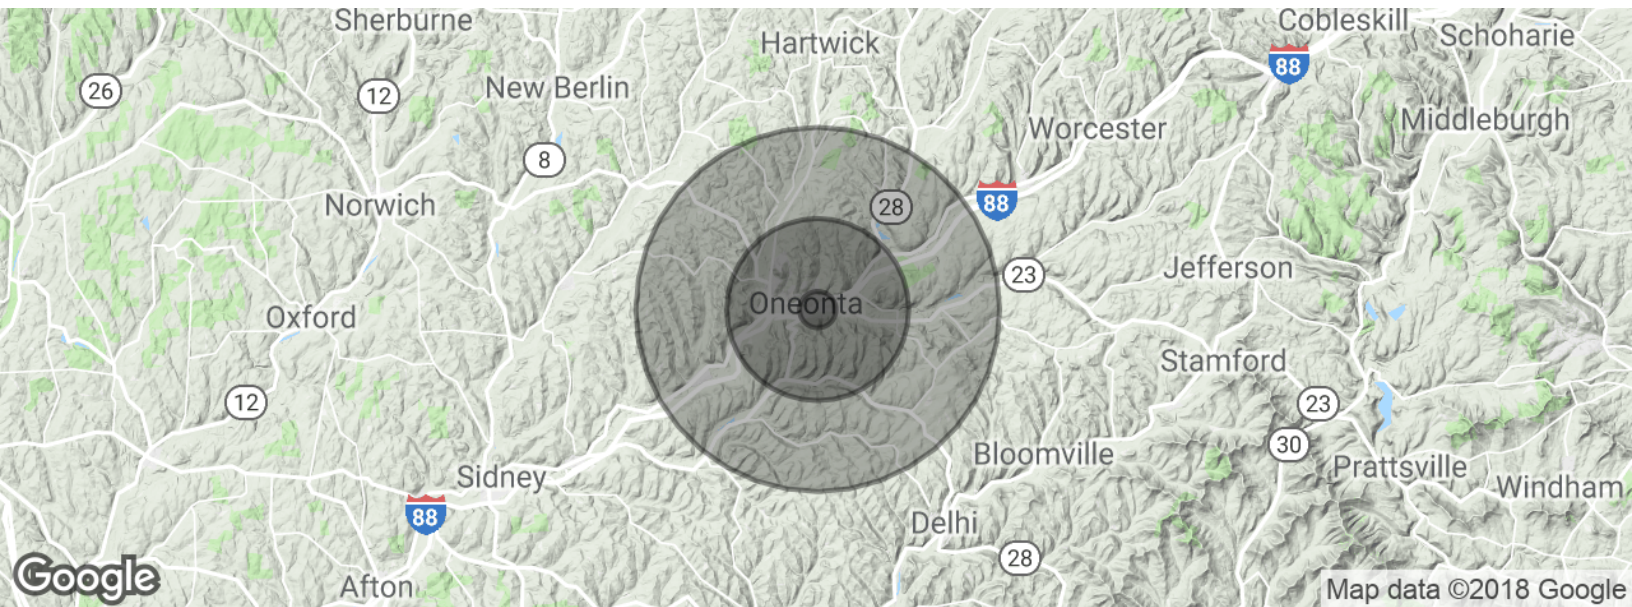 Sherburne
Cobleskill
Hartwick
Schoharie
88
26
12
New Berlin
Middleburgh
Worcester
8
88
28
Norwich
Jefferson
23
Oneonta
Oxford
Stamford
12
23
30
Bloomville
Prattsville
Sidney
Windham
88
Delhi
28
Google
Afton
Map data ©2018 Google